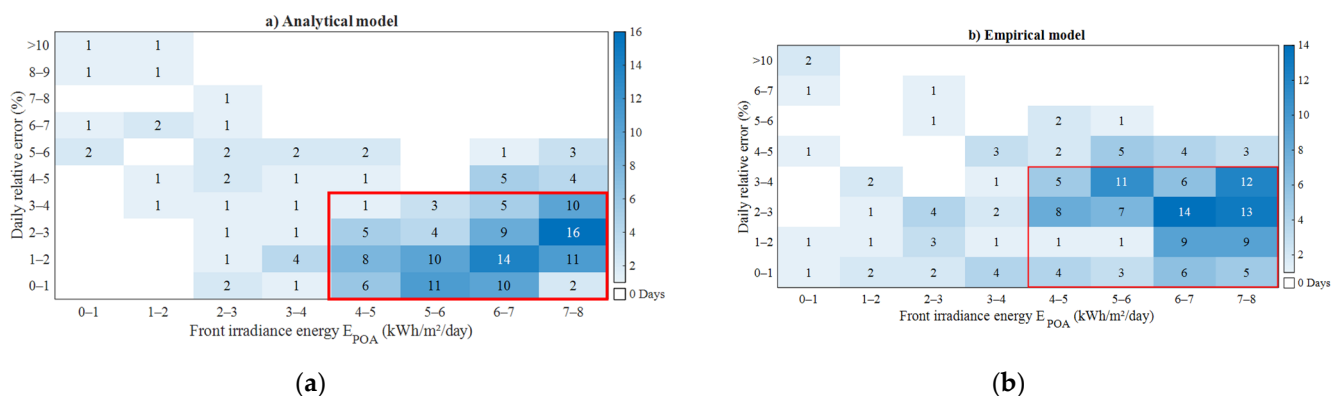 a) Analytical model
Daily relative error (%)
>10 1 1
8–9 1 1
7–8 1
6–7 1 2 1
5–6 2 2 2 2 1 3
4–5 1 2 1 1 5 4
3–4 1 1 1 1 3 5 10
2–3 1 1 5 4 9 16
1–2 1 4 8 10 14 11
0–1 2 1 6 11 10 2
0–1 1–2 2–3 3–4 4–5 5–6 6–7 7–8
Front irradiance energy E_POA (kWh/m²/day)
16
14
12
10
8
6
4
2
0 Days
(a)
b) Empirical model
Daily relative error (%)
>10 2
6–7 1 1
5–6 1 2 1
4–5 1 3 2 5 4 3
3–4 2 1 5 11 6 12
2–3 1 4 2 8 7 14 13
1–2 1 1 3 1 1 1 9 9
0–1 1 2 2 4 4 3 6 5
0–1 1–2 2–3 3–4 4–5 5–6 6–7 7–8
Front irradiance energy E_POA (kWh/m²/day)
14
12
10
8
6
4
2
0 Days
(b)